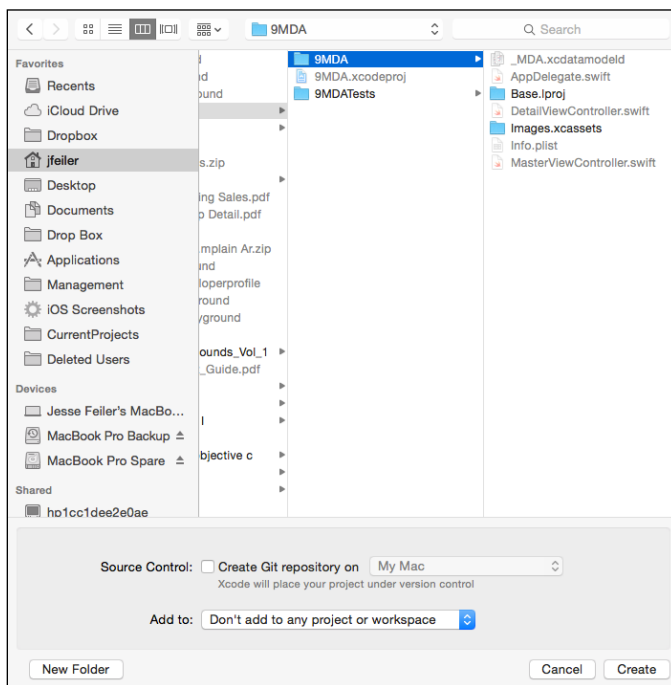 9MDA
Search
Favorites
Recents
iCloud Drive
Dropbox
jfeiler
Desktop
Documents
Drop Box
Applications
Management
iOS Screenshots
CurrentProjects
Deleted Users
Devices
Jesse Feiler's MacBo...
MacBook Pro Backup
MacBook Pro Spare
Shared
hp1cc1dee2e0ae
d
nd
ound
s.zip
ing Sales.pdf
p Detail.pdf
mplain Ar.zip
und
loperprofile
round
yground
ounds_Vol_1
_Guide.pdf
l
bjective c
9MDA
9MDA.xcodeproj
9MDATests
_MDA.xcdatamodeld
AppDelegate.swift
Base.lproj
DetailViewController.swift
Images.xcassets
Info.plist
MasterViewController.swift
Source Control: Create Git repository on My Mac
Xcode will place your project under version control
Add to: Don't add to any project or workspace
New Folder Cancel Create